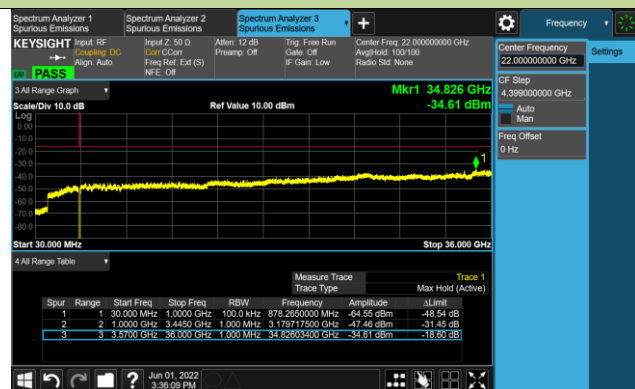 Spectrum Analyzer 1
Spurious Emissions
Spectrum Analyzer 2
Spurious Emissions
Spectrum Analyzer 3
Spurious Emissions
Frequency
KEYSIGHT
Input: RF
Coupling: DC
Align: Auto
Input Z: 50 Ω
Corr CCorr
Freq Ref: Ext (S)
NFE: Off
Atten: 12 dB
Preamp: Off
Trig: Free Run
Gate: Off
IF Gain: Low
Center Freq: 22.000000000 GHz
Avg|Hold: 100/100
Radio Std: None
PASS
Center Frequency
22.000000000 GHz
Settings
CF Step
4.399000000 GHz
Auto
Man
Freq Offset
0 Hz
3 All Range Graph
Mkr1 34.826 GHz
-34.61 dBm
Scale/Div 10.0 dB
Ref Value 10.00 dBm
Log
0.00
-10.0
-20.0
-30.0
-40.0
-50.0
-60.0
-70.0
-80.0
1
Start 30.000 MHz
Stop 36.000 GHz
4 All Range Table
Measure Trace Trace 1
Trace Type Max Hold (Active)
Spur Range Start Freq Stop Freq RBW Frequency Amplitude ΔLimit
1 1 30.000 MHz 1.0000 GHz 100.0 kHz 878.2650000 MHz -64.55 dBm -48.54 dB
2 2 1.0000 GHz 3.4450 GHz 1.000 MHz 3.179717500 GHz -47.46 dBm -31.45 dB
3 3 3.5700 GHz 36.000 GHz 1.000 MHz 34.82603400 GHz -34.61 dBm -18.60 dB
Jun 01, 2022
3:36:09 PM